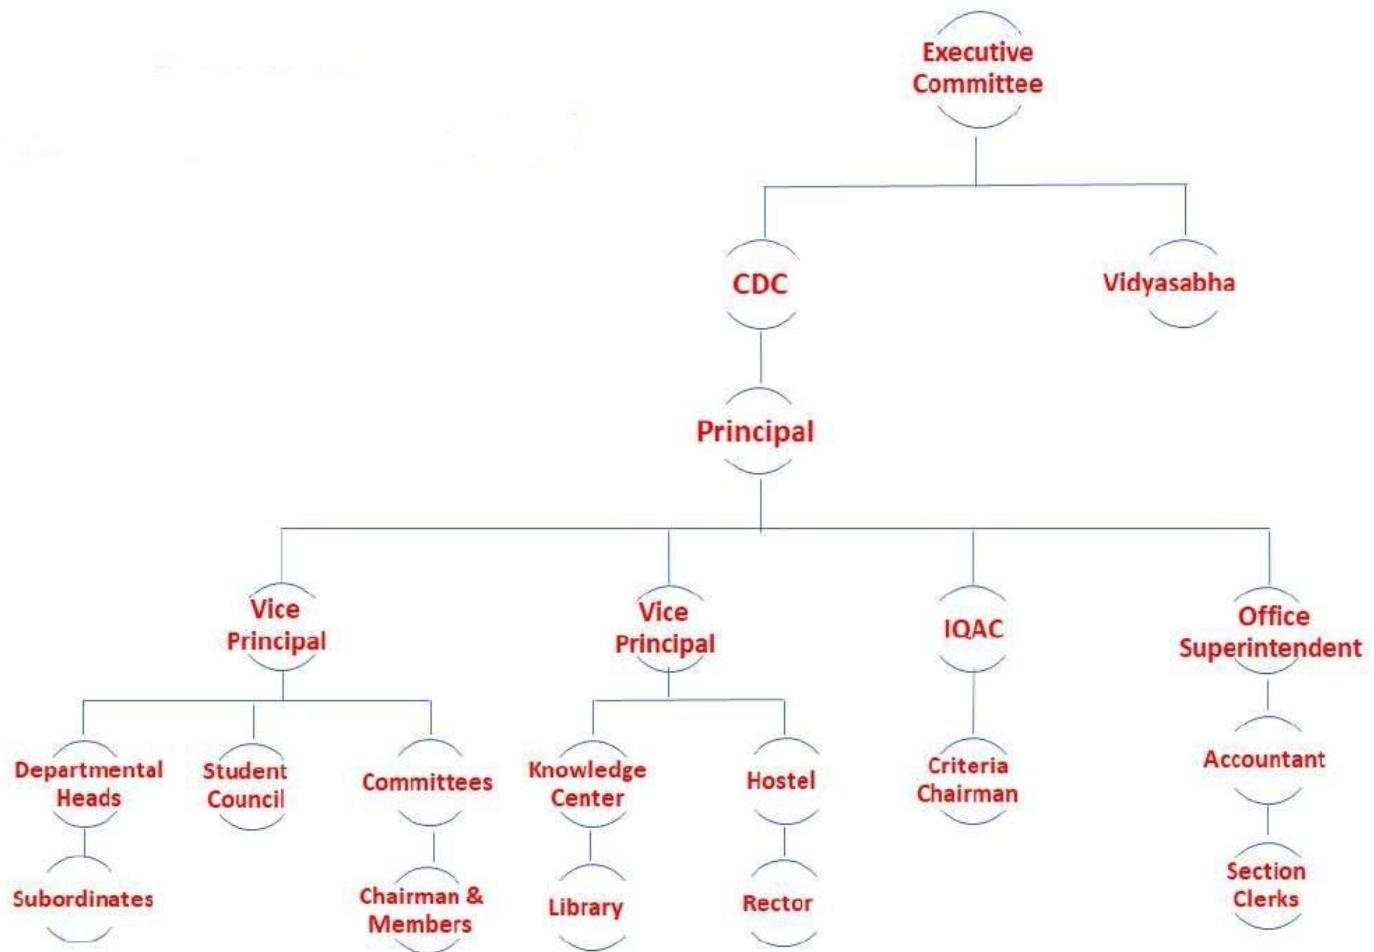 Executive
Committee
CDC
Vidyasabha
Principal
Vice
Principal
Vice
Principal
IQAC
Office
Superintendent
Departmental
Heads
Student
Council
Committees
Knowledge
Center
Hostel
Criteria
Chairman
Accountant
Subordinates
Chairman &
Members
Library
Rector
Section
Clerks